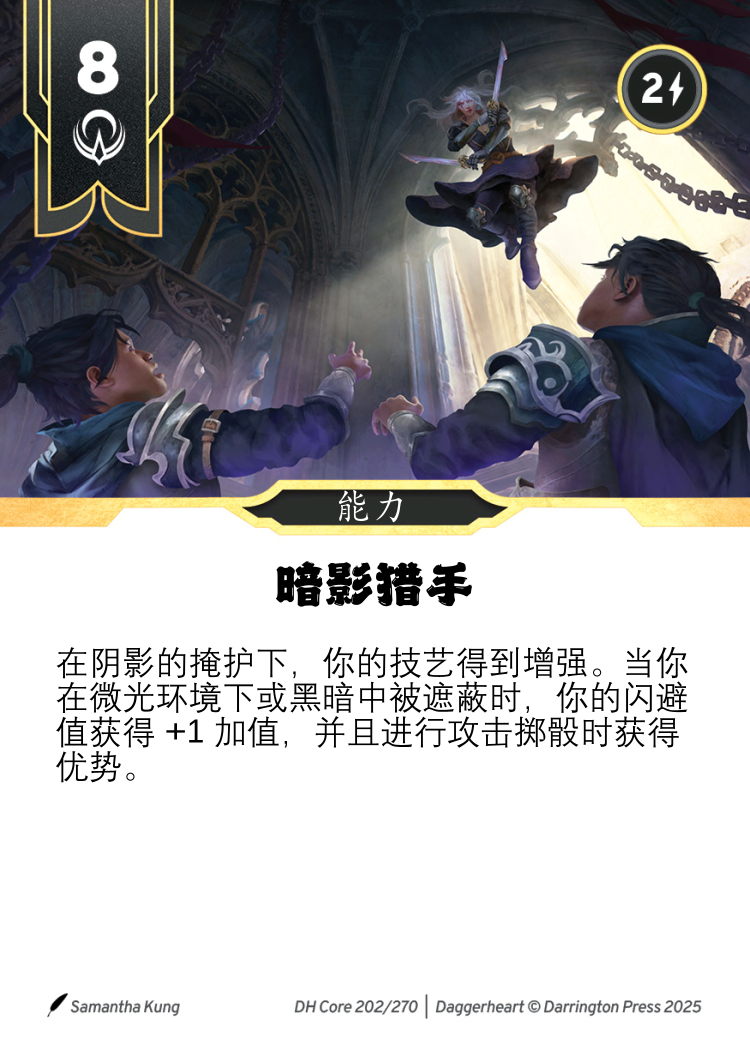 8
2
能力
暗影猎手
在阴影的掩护下，你的技艺得到增强。当你
在微光环境下或黑暗中被遮蔽时，你的闪避
值获得 +1 加值，并且进行攻击掷骰时获得
优势。
Samantha Kung
DH Core 202/270 | Daggerheart © Darrington Press 2025